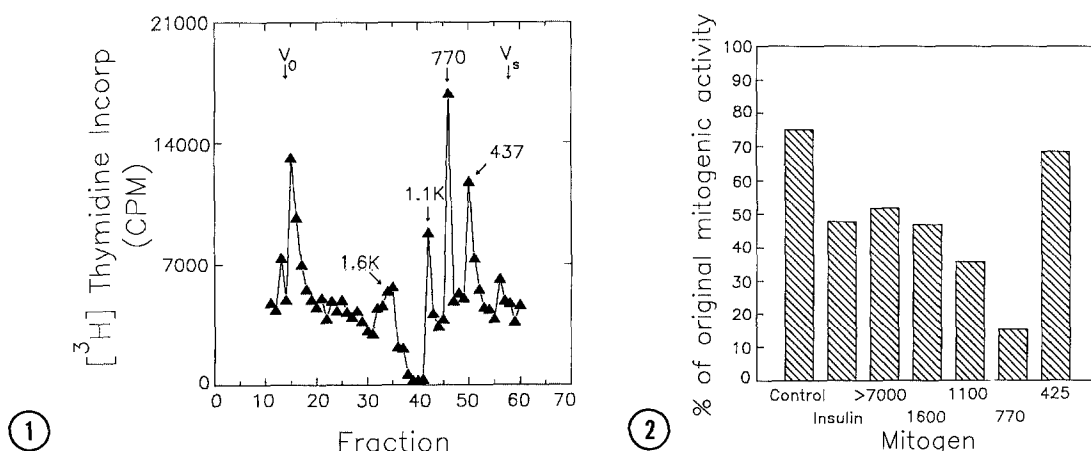 21000
14000
7000
0
[³H] Thymidine Incorp
(CPM)
V₀
770
Vₛ
437
1.1K
1.6K
0 10 20 30 40 50 60 70
Fraction
1
100
90
80
70
60
50
40
30
20
10
0
% of original mitogenic activity
Control >7000 1100 425
Insulin 1600 770
Mitogen
2